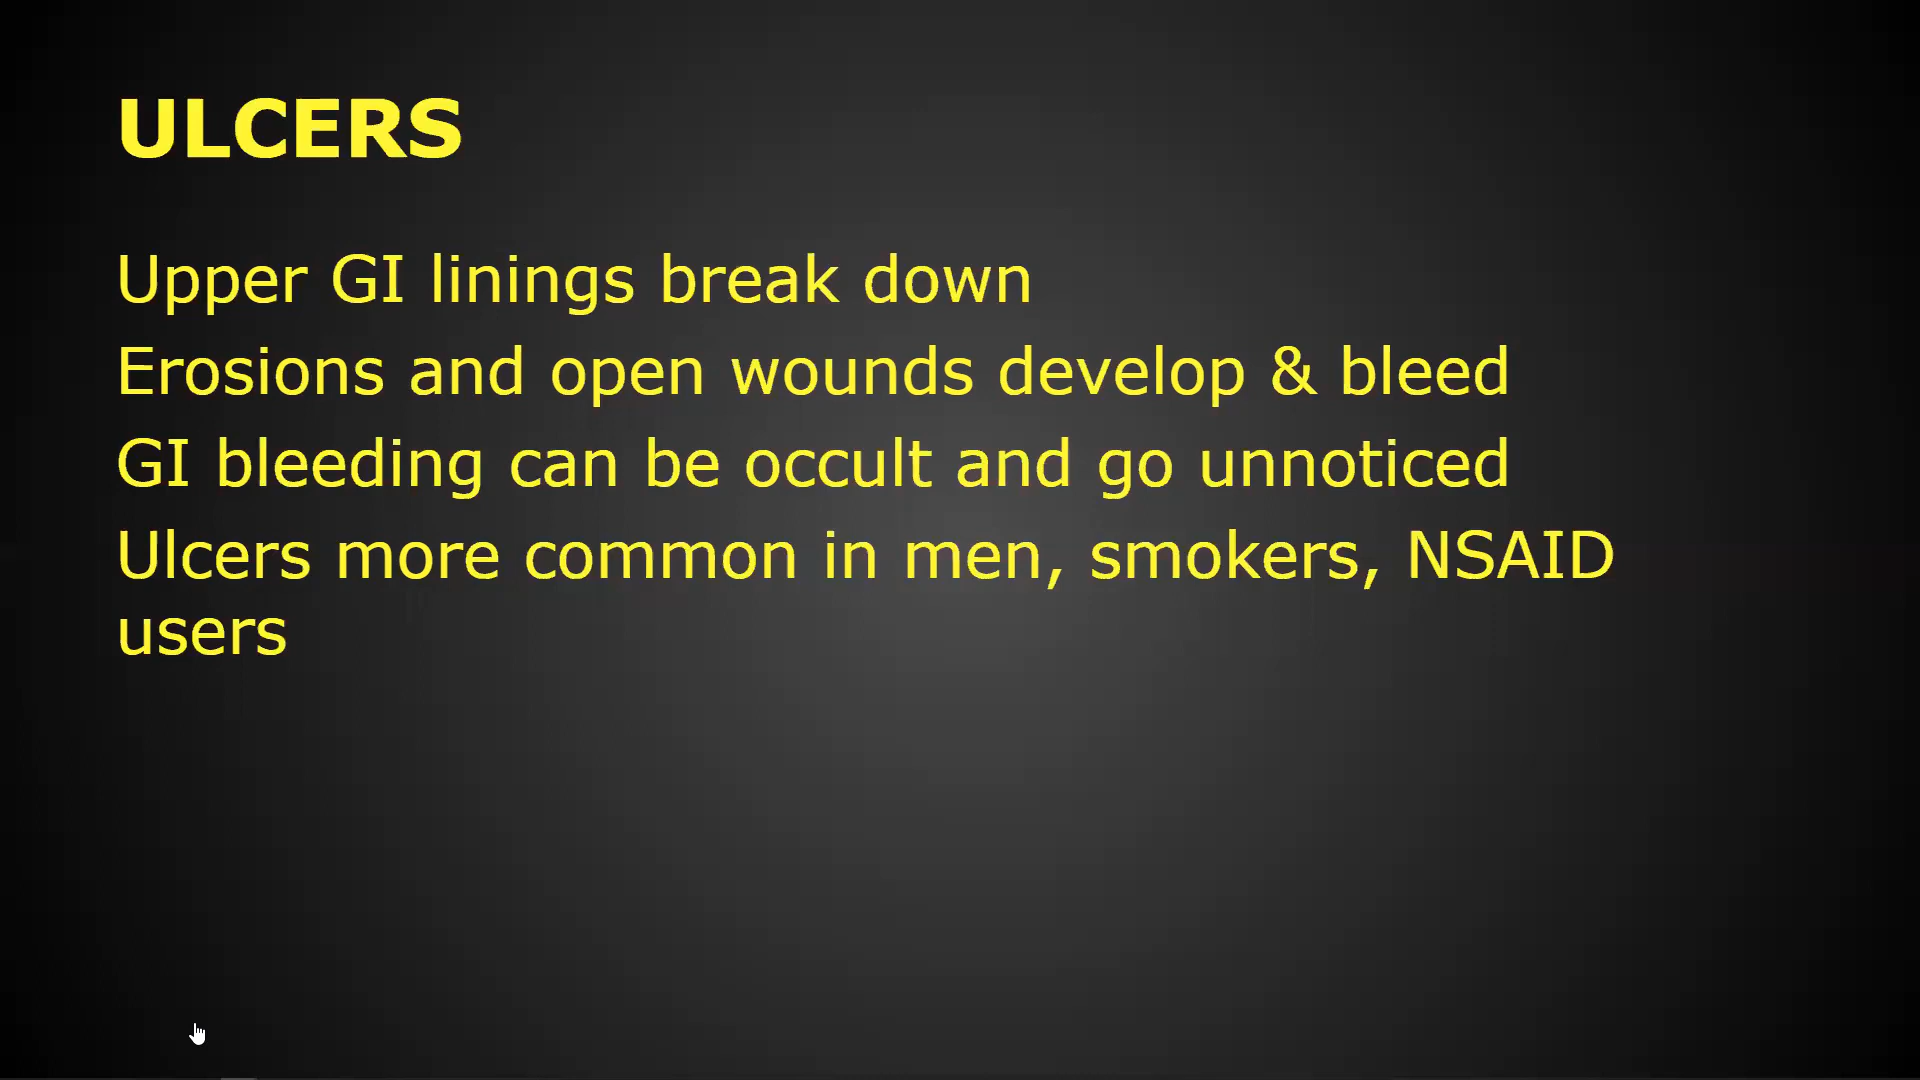 ULCERS
Upper GI linings break down
Erosions and open wounds develop & bleed
GI bleeding can be occult and go unnoticed
Ulcers more common in men, smokers, NSAID
users